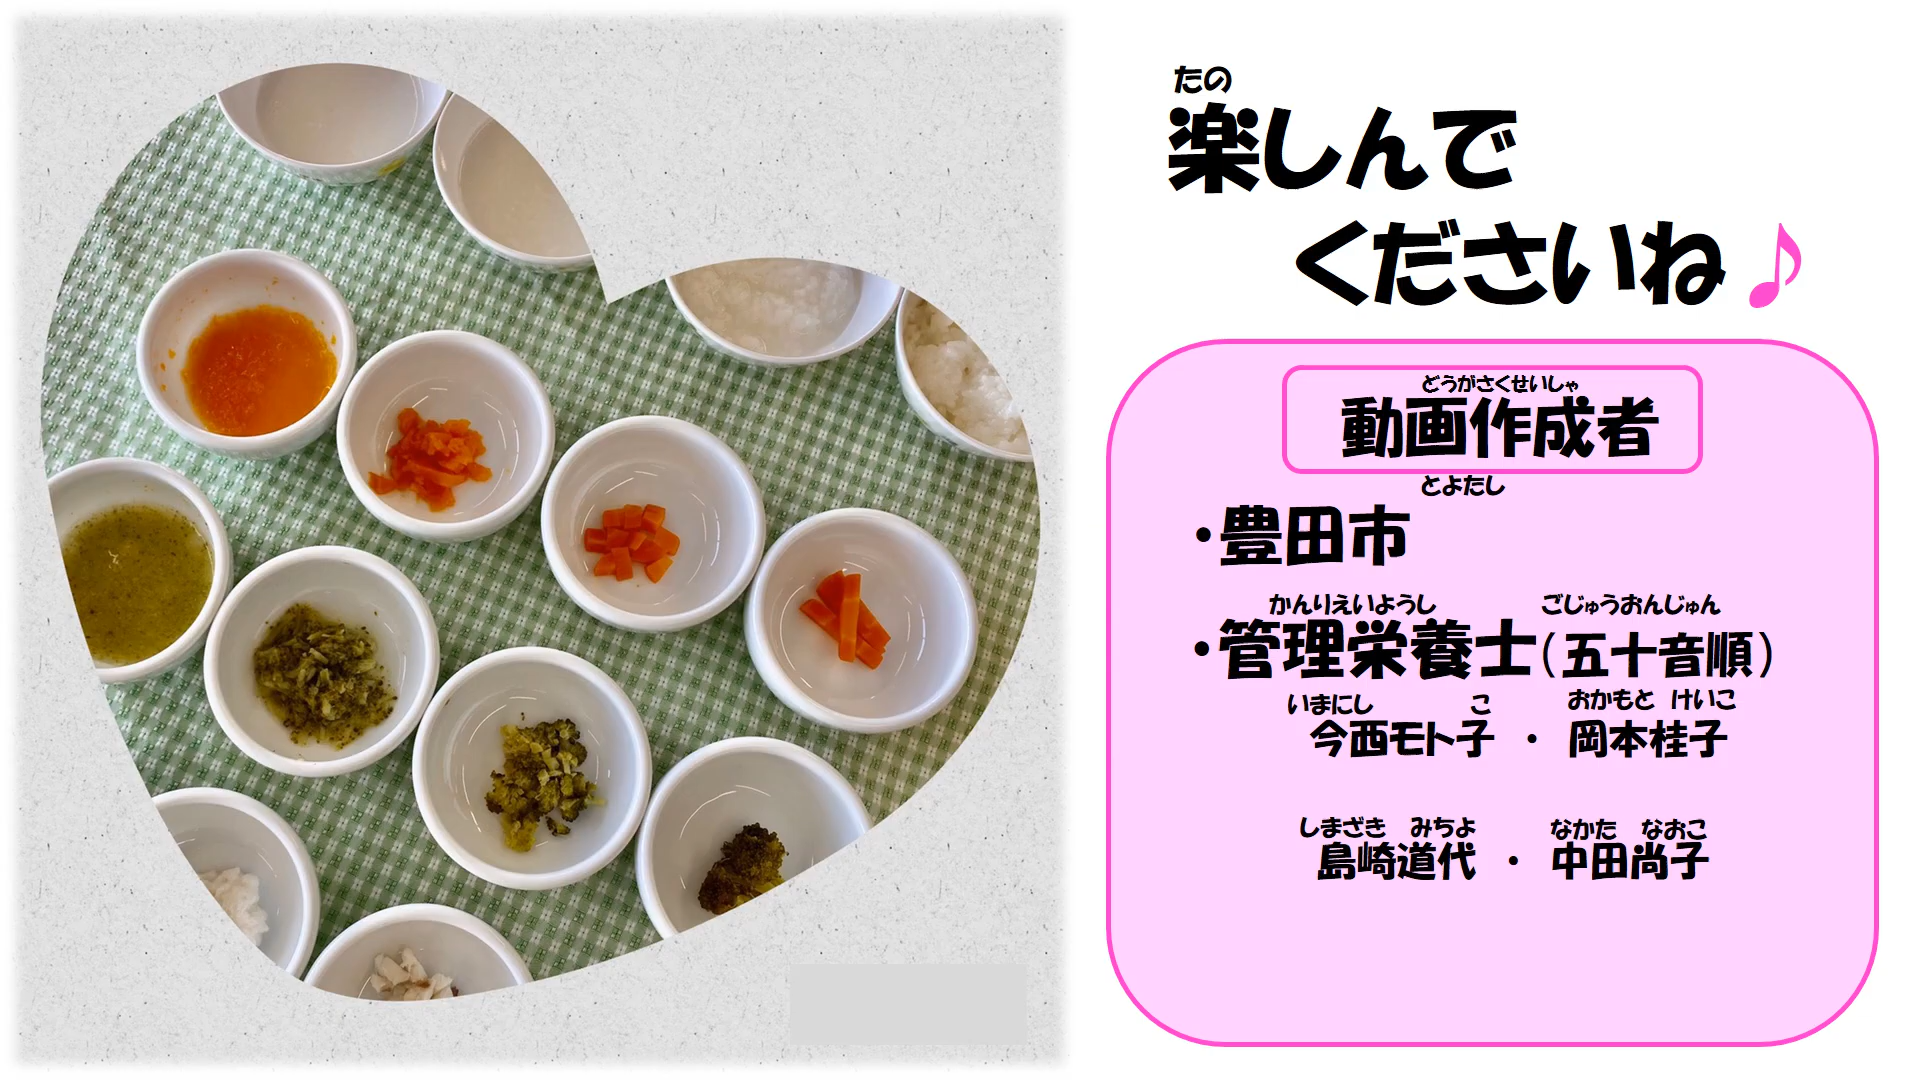 たの
楽しんで
くださいね♪
どうがさくせいしゃ
動画作成者
とよたし
・豊田市
かんりえいようし ごじゅうおんじゅん
・管理栄養士（五十音順）
いまにし こ おかもと けいこ
今西モト子 ・ 岡本桂子
しまざき みちよ なかた なおこ
島崎道代 ・ 中田尚子